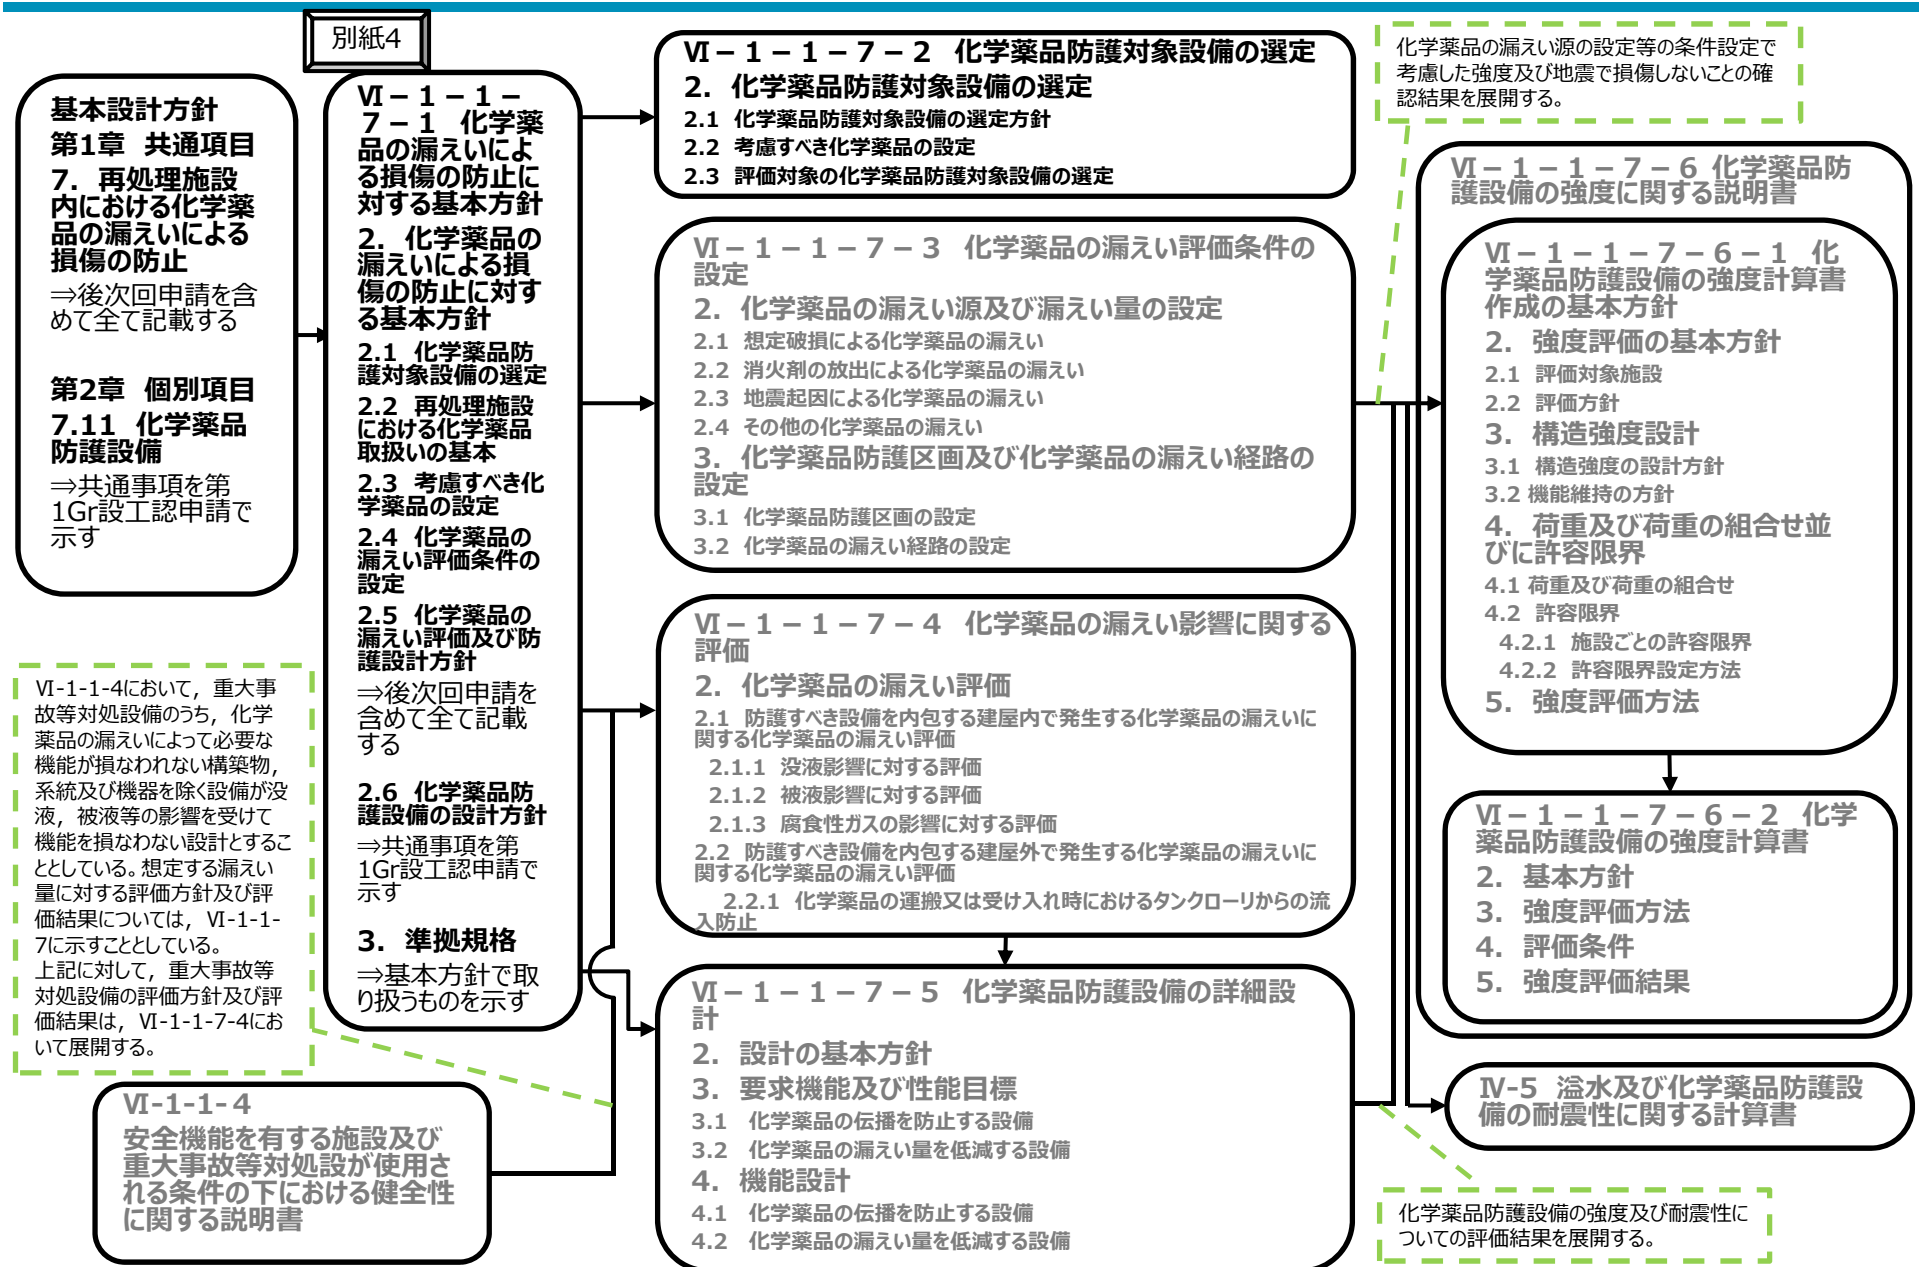 別紙4
基本設計方針
第1章 共通項目
7．再処理施設
内における化学薬
品の漏えいによる
損傷の防止
⇒後次回申請を含
めて全て記載する
第2章 個別項目
7.11 化学薬品
防護設備
⇒共通事項を第
1Gr設工認申請で
示す
Ⅵ－１－１－
７－１ 化学薬
品の漏えいによ
る損傷の防止に
対する基本方針
2．化学薬品の
漏えいによる損
傷の防止に対す
る基本方針
2.1 化学薬品防
護対象設備の選定
2.2 再処理施設
における化学薬品
取扱いの基本
2.3 考慮すべき化
学薬品の設定
2.4 化学薬品の
漏えい評価条件の
設定
2.5 化学薬品の
漏えい評価及び防
護設計方針
⇒後次回申請を
含めて全て記載
する
2.6 化学薬品防
護設備の設計方針
⇒共通事項を第
1Gr設工認申請で
示す
3．準拠規格
⇒基本方針で取
り扱うものを示す
Ⅵ－１－１－７－２ 化学薬品防護対象設備の選定
2．化学薬品防護対象設備の選定
2.1 化学薬品防護対象設備の選定方針
2.2 考慮すべき化学薬品の設定
2.3 評価対象の化学薬品防護対象設備の選定
Ⅵ－１－１－７－３ 化学薬品の漏えい評価条件の
設定
2．化学薬品の漏えい源及び漏えい量の設定
2.1 想定破損による化学薬品の漏えい
2.2 消火剤の放出による化学薬品の漏えい
2.3 地震起因による化学薬品の漏えい
2.4 その他の化学薬品の漏えい
3．化学薬品防護区画及び化学薬品の漏えい経路の
設定
3.1 化学薬品防護区画の設定
3.2 化学薬品の漏えい経路の設定
Ⅵ－１－１－７－４ 化学薬品の漏えい影響に関する
評価
2．化学薬品の漏えい評価
2.1 防護すべき設備を内包する建屋内で発生する化学薬品の漏えいに
関する化学薬品の漏えい評価
2.1.1 没液影響に対する評価
2.1.2 被液影響に対する評価
2.1.3 腐食性ガスの影響に対する評価
2.2 防護すべき設備を内包する建屋外で発生する化学薬品の漏えいに
関する化学薬品の漏えい評価
2.2.1 化学薬品の運搬又は受け入れ時におけるタンクローリからの流
入防止
Ⅵ－１－１－７－５ 化学薬品防護設備の詳細設
計
2．設計の基本方針
3．要求機能及び性能目標
3.1 化学薬品の伝播を防止する設備
3.2 化学薬品の漏えい量を低減する設備
4．機能設計
4.1 化学薬品の伝播を防止する設備
4.2 化学薬品の漏えい量を低減する設備
化学薬品の漏えい源の設定等の条件設定で
考慮した強度及び地震で損傷しないことの確
認結果を展開する。
Ⅵ－１－１－７－６ 化学薬品防
護設備の強度に関する説明書
Ⅵ－１－１－７－６－１ 化
学薬品防護設備の強度計算書
作成の基本方針
2．強度評価の基本方針
2.1 評価対象施設
2.2 評価方針
3．構造強度設計
3.1 構造強度の設計方針
3.2 機能維持の方針
4．荷重及び荷重の組合せ並
びに許容限界
4.1 荷重及び荷重の組合せ
4.2 許容限界
4.2.1 施設ごとの許容限界
4.2.2 許容限界設定方法
5．強度評価方法
Ⅵ－１－１－７－６－２ 化学
薬品防護設備の強度計算書
2．基本方針
3．強度評価方法
4．評価条件
5．強度評価結果
Ⅳ-5 溢水及び化学薬品防護設
備の耐震性に関する計算書
化学薬品防護設備の強度及び耐震性に
ついての評価結果を展開する。
Ⅵ-1-1-4において，重大事
故等対処設備のうち，化学
薬品の漏えいによって必要な
機能が損なわれない構築物，
系統及び機器を除く設備が没
液，被液等の影響を受けて
機能を損なわない設計とするこ
ととしている。想定する漏えい
量に対する評価方針及び評
価結果については，Ⅵ-1-1-
7に示すこととしている。
上記に対して，重大事故等
対処設備の評価方針及び評
価結果は，Ⅵ-1-1-7-4にお
いて展開する。
Ⅵ-1-1-４
安全機能を有する施設及び
重大事故等対処設が使用さ
れる条件の下における健全性
に関する説明書